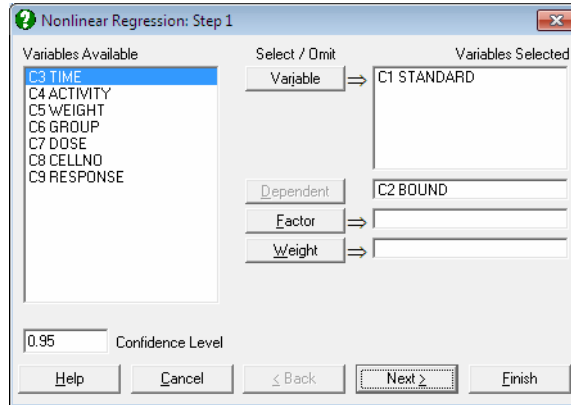 Nonlinear Regression: Step 1
Variables Available
Select / Omit
Variables Selected
C3 TIME
C4 ACTIVITY
C5 WEIGHT
C6 GROUP
C7 DOSE
C8 CELLNO
C9 RESPONSE
Variable
C1 STANDARD
Dependent
C2 BOUND
Factor
Weight
0.95 Confidence Level
Help Cancel < Back Next > Finish